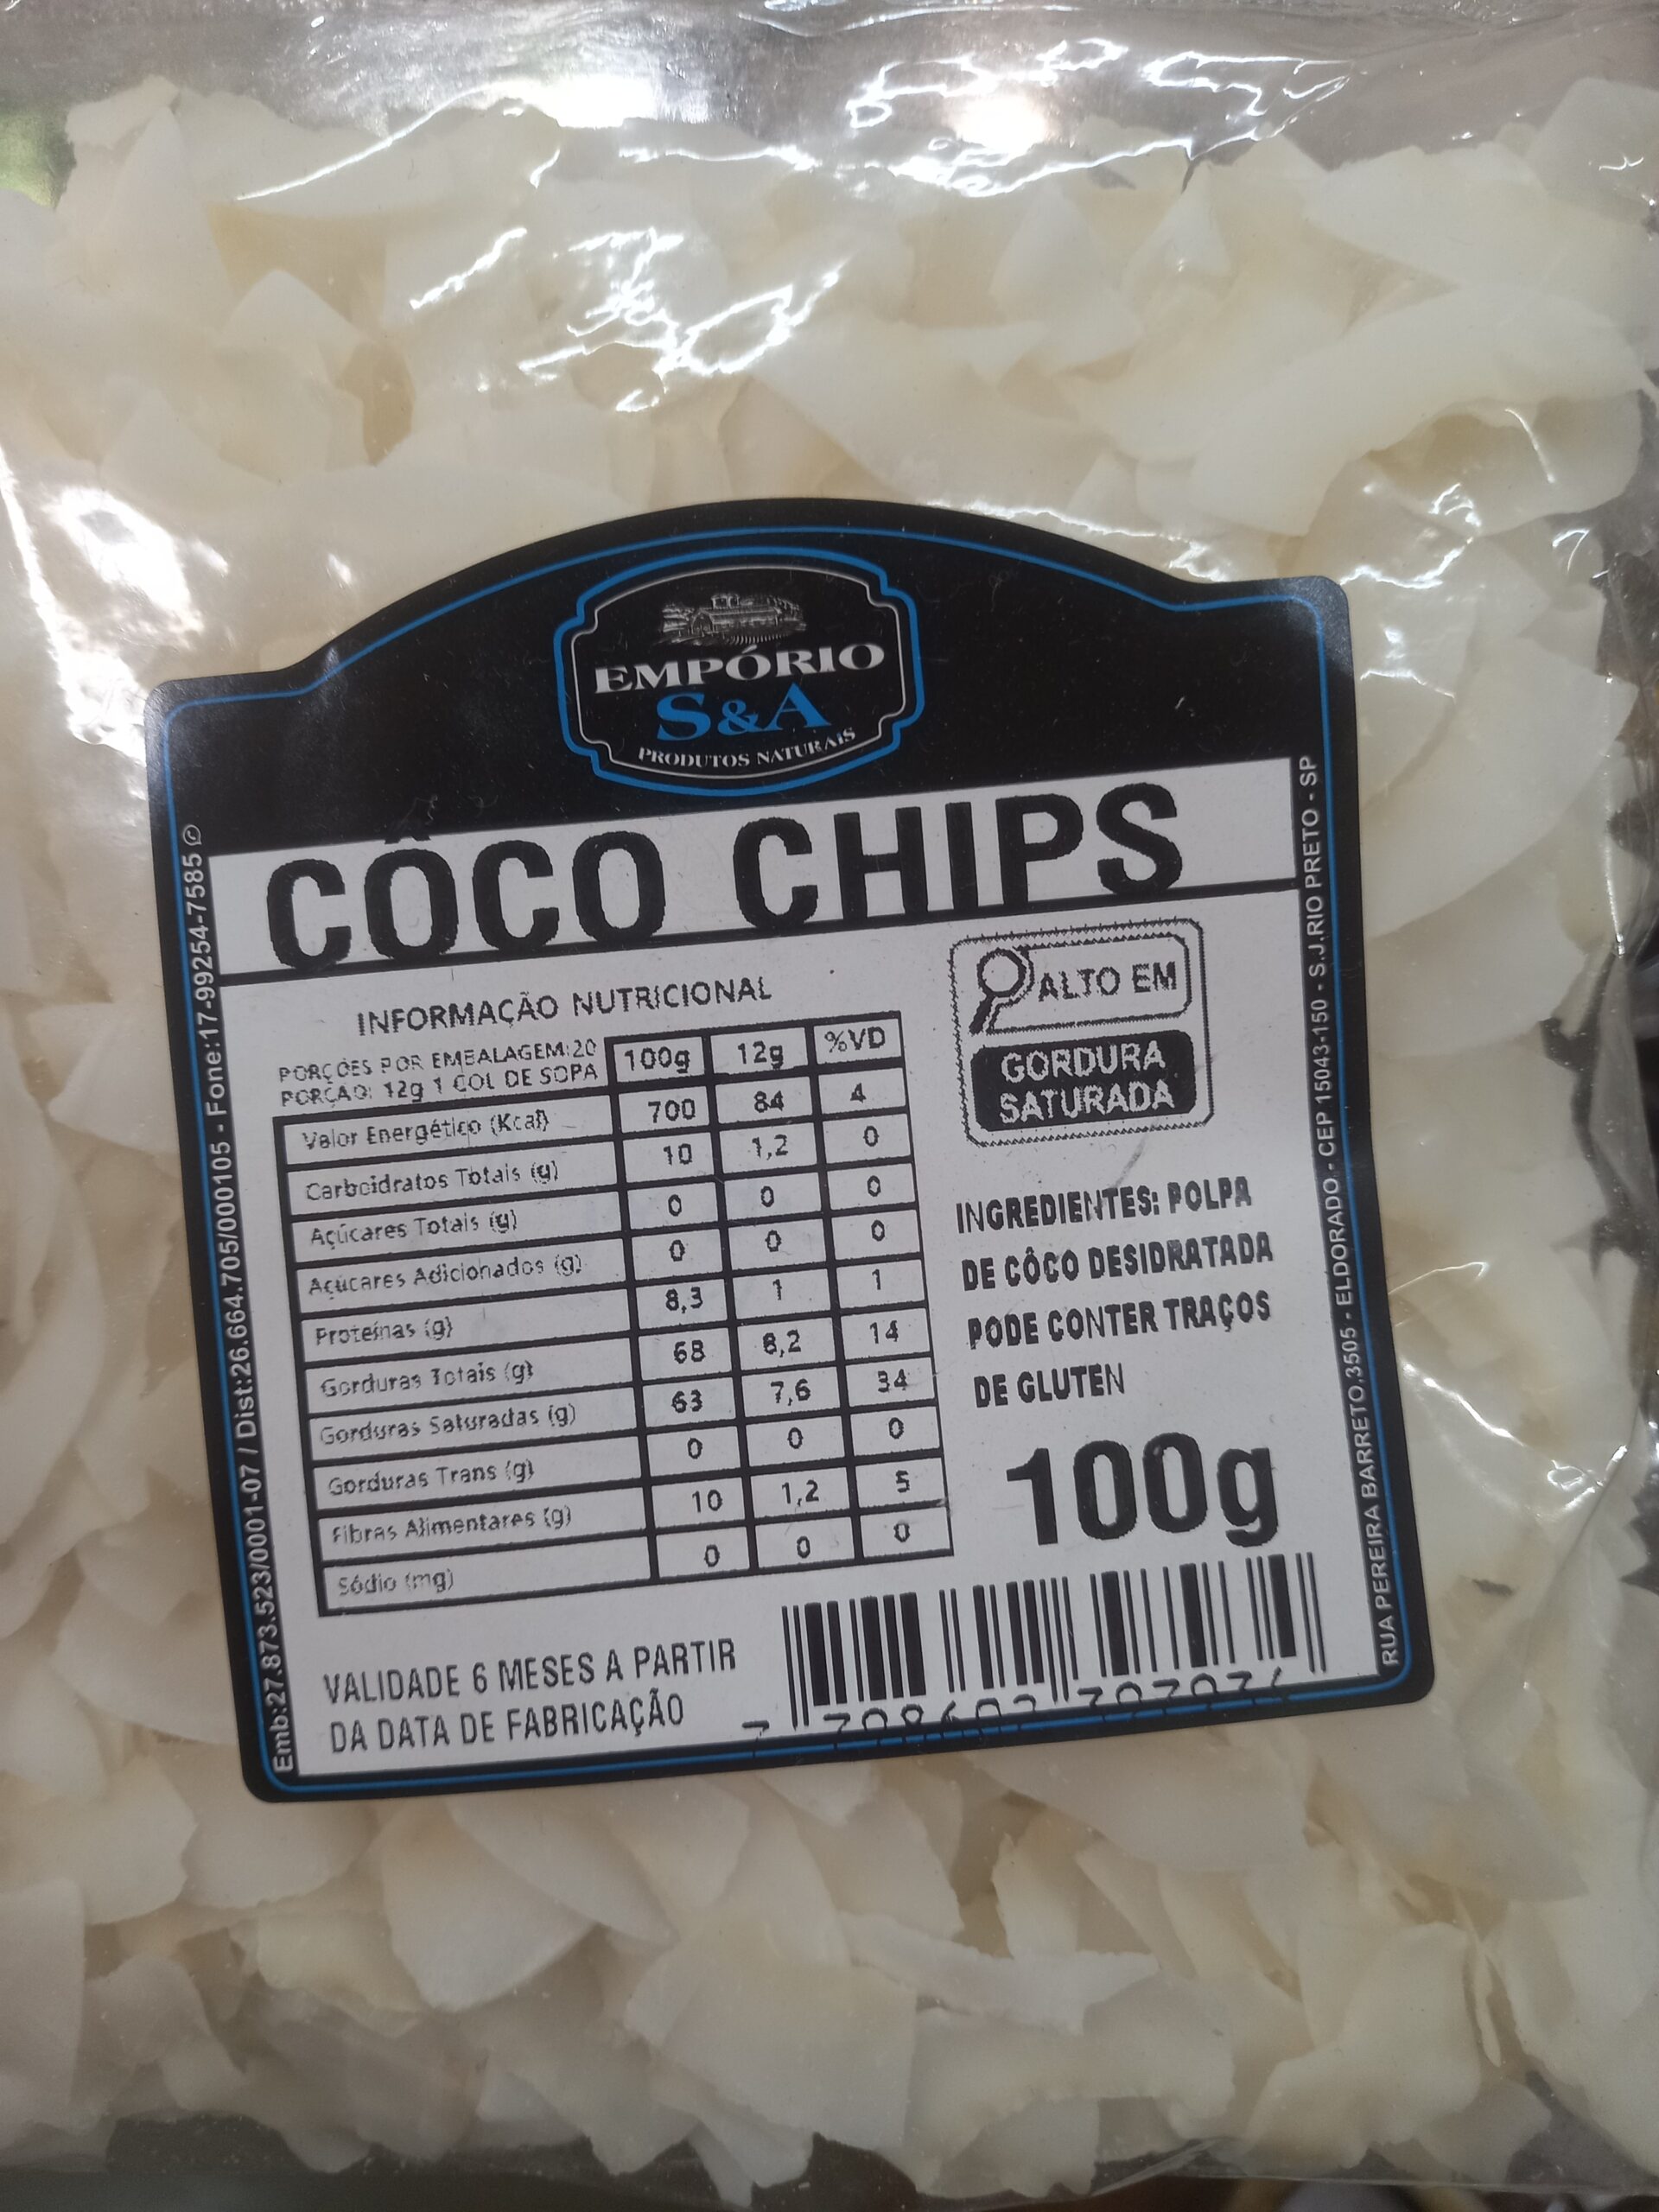 EMPÓRIO
S&A
PRODUTOS NATURAIS
CÔCO CHIPS
INFORMAÇÃO NUTRICIONAL
PORÇÕES POR EMBALAGEM:20
PORÇAO: 12g 1 COL DE SOPA
100g 12g %VD
Valor Energético (Kcal) 700 84 4
Carboidratos Totais (g) 10 1,2 0
Açúcares Totais (g) 0 0 0
Açúcares Adicionados (g) 0 0 0
Proteínas (g) 8,3 1 1
Gorduras Totais (g) 68 8,2 14
Gorduras Saturadas (g) 63 7,6 34
Gorduras Trans (g) 0 0 0
Fibras Alimentares (g) 10 1,2 5
Sódio (mg) 0 0 0
ALTO EM
GORDURA
SATURADA
INGREDIENTES: POLPA
DE CÔCO DESIDRATADA
PODE CONTER TRAÇOS
DE GLUTEN
100g
VALIDADE 6 MESES A PARTIR
DA DATA DE FABRICAÇÃO
Emb:27.873.523/0001-07 / Dist:26.664.705/000105 - Fone:17-99254-7585
RUA PEREIRA BARRETO,3505 - ELDORADO - CEP 15043-150 - S.J.RIO PRETO - SP